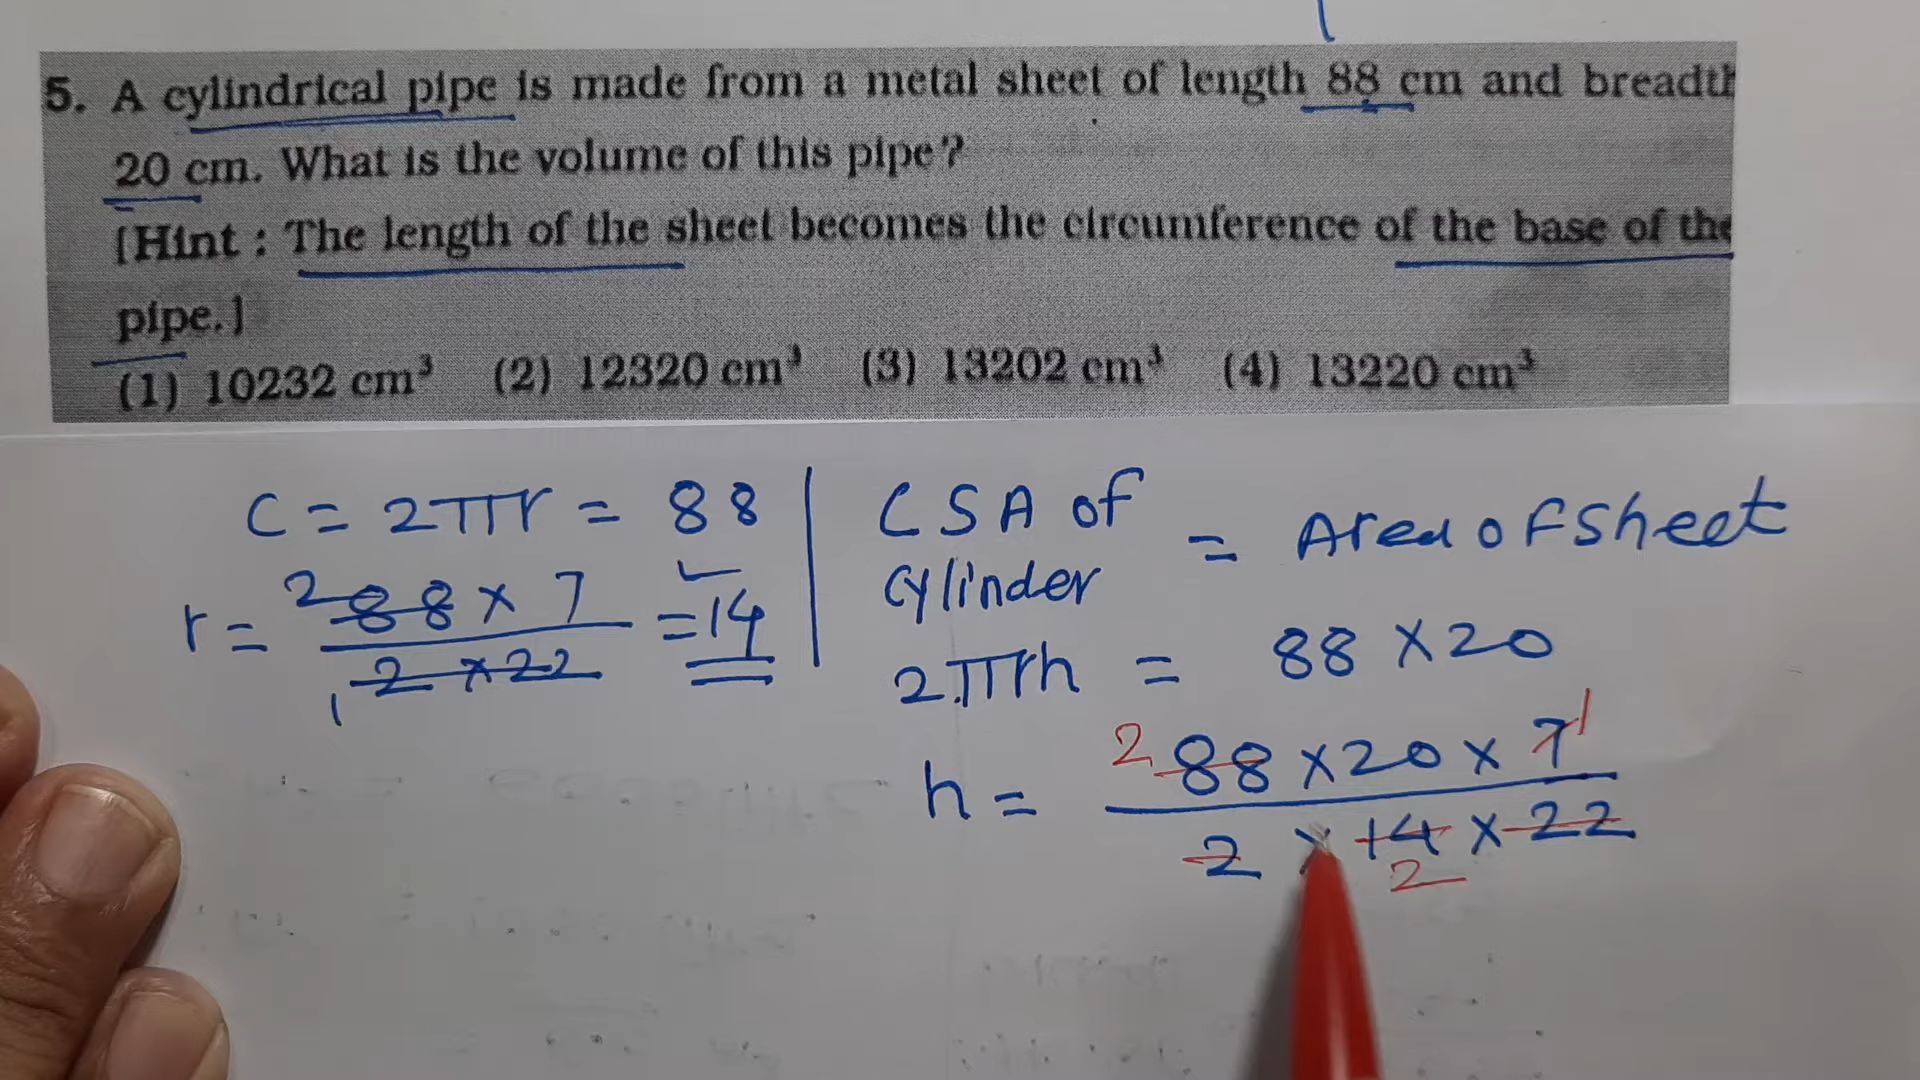 5. A cylindrical pipe is made from a metal sheet of length 88 cm and breadth
20 cm. What is the volume of this pipe?
[Hint : The length of the sheet becomes the circumference of the base of the
pipe.]
(1) 10232 cm³ (2) 12320 cm³ (3) 13202 cm³ (4) 13220 cm³
C = 2πr = 88
r = 2 88 × 7 / 1 2 × 22 = 14
CSA of cylinder = Area of Sheet
2πrh = 88 × 20
h = 2 88 × 20 × 7 1 / 2 × 14 2 × 22